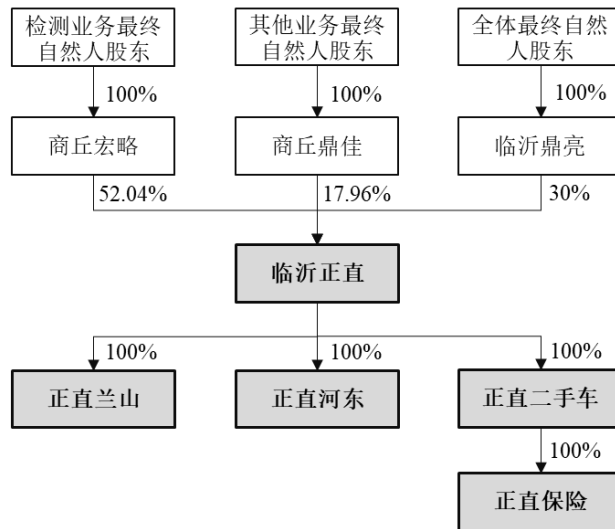 检测业务最终
自然人股东
其他业务最终
自然人股东
全体最终自然
人股东
100%
100%
100%
商丘宏略
商丘鼎佳
临沂鼎亮
52.04%
17.96%
30%
临沂正直
100%
100%
100%
正直兰山
正直河东
正直二手车
100%
正直保险